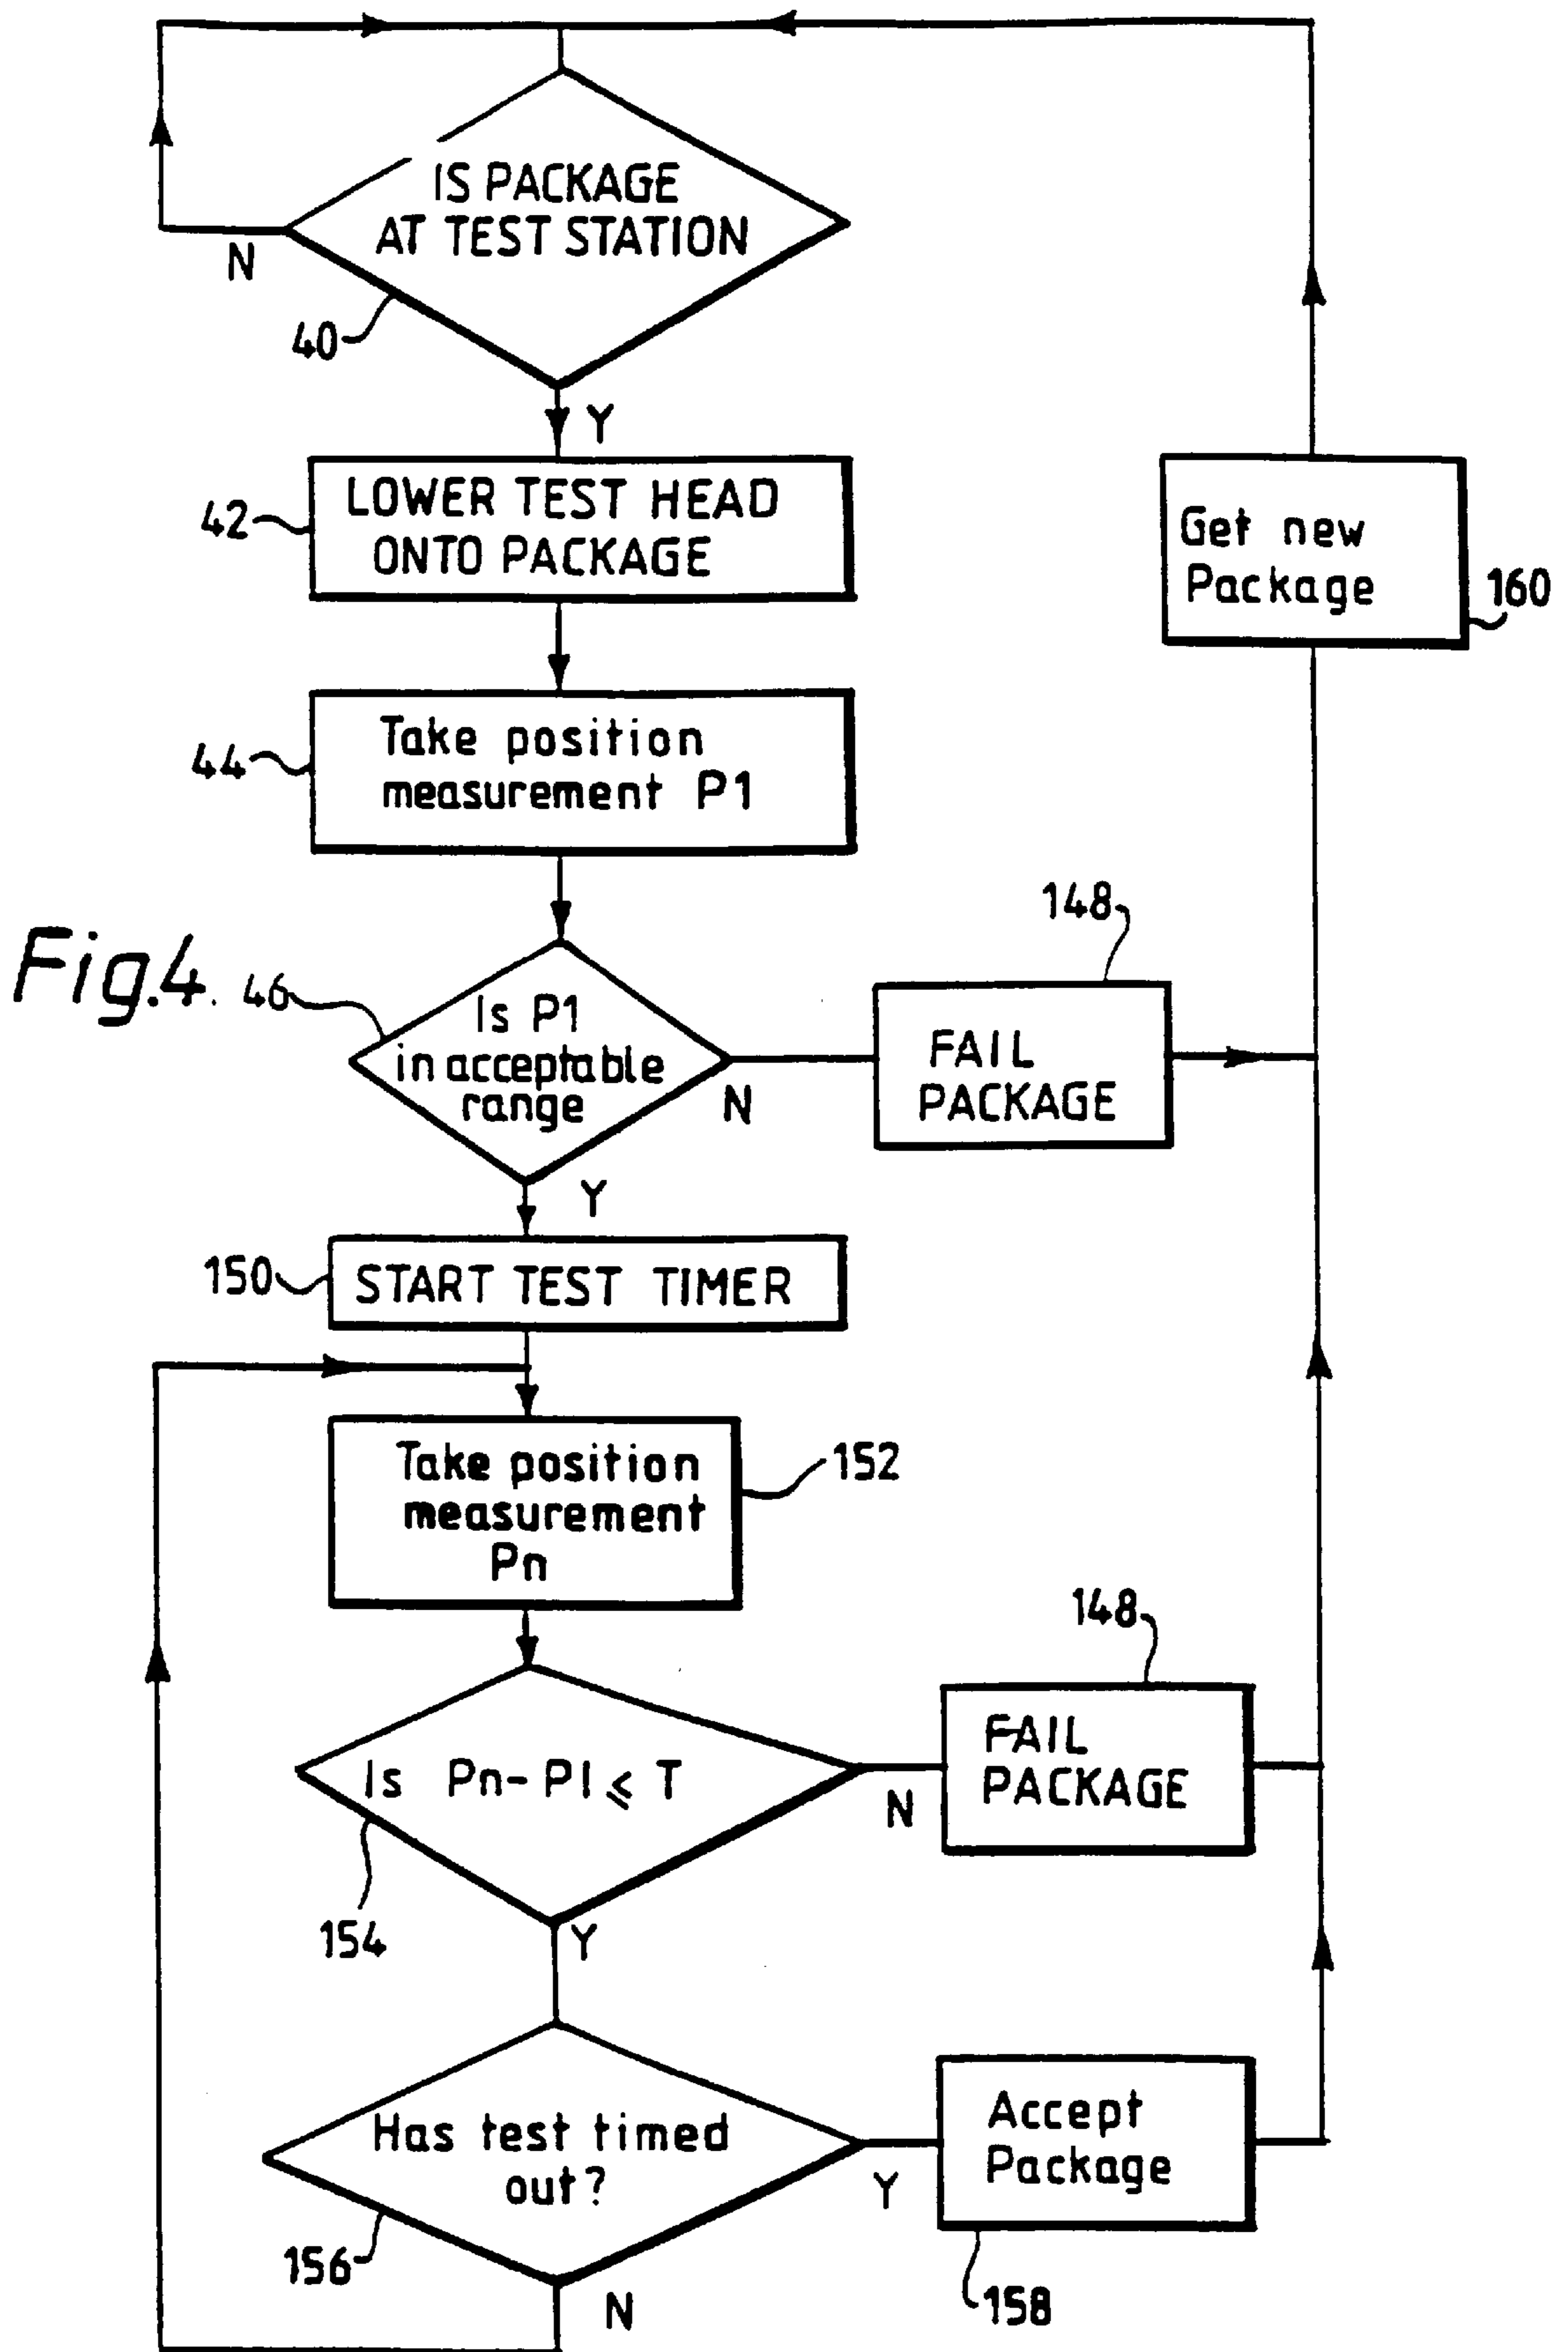 IS PACKAGE
AT TEST STATION
N
40
Y
42
LOWER TEST HEAD
ONTO PACKAGE
Get new
Package
160
44
Take position
measurement P1
148
Fig.4.
46
Is P1
in acceptable
range
N
FAIL
PACKAGE
Y
150
START TEST TIMER
Take position
measurement
Pn
152
148
Is Pn-P1 ⩽ T
N
FAIL
PACKAGE
154
Y
Has test timed
out?
Y
Accept
Package
156
N
158